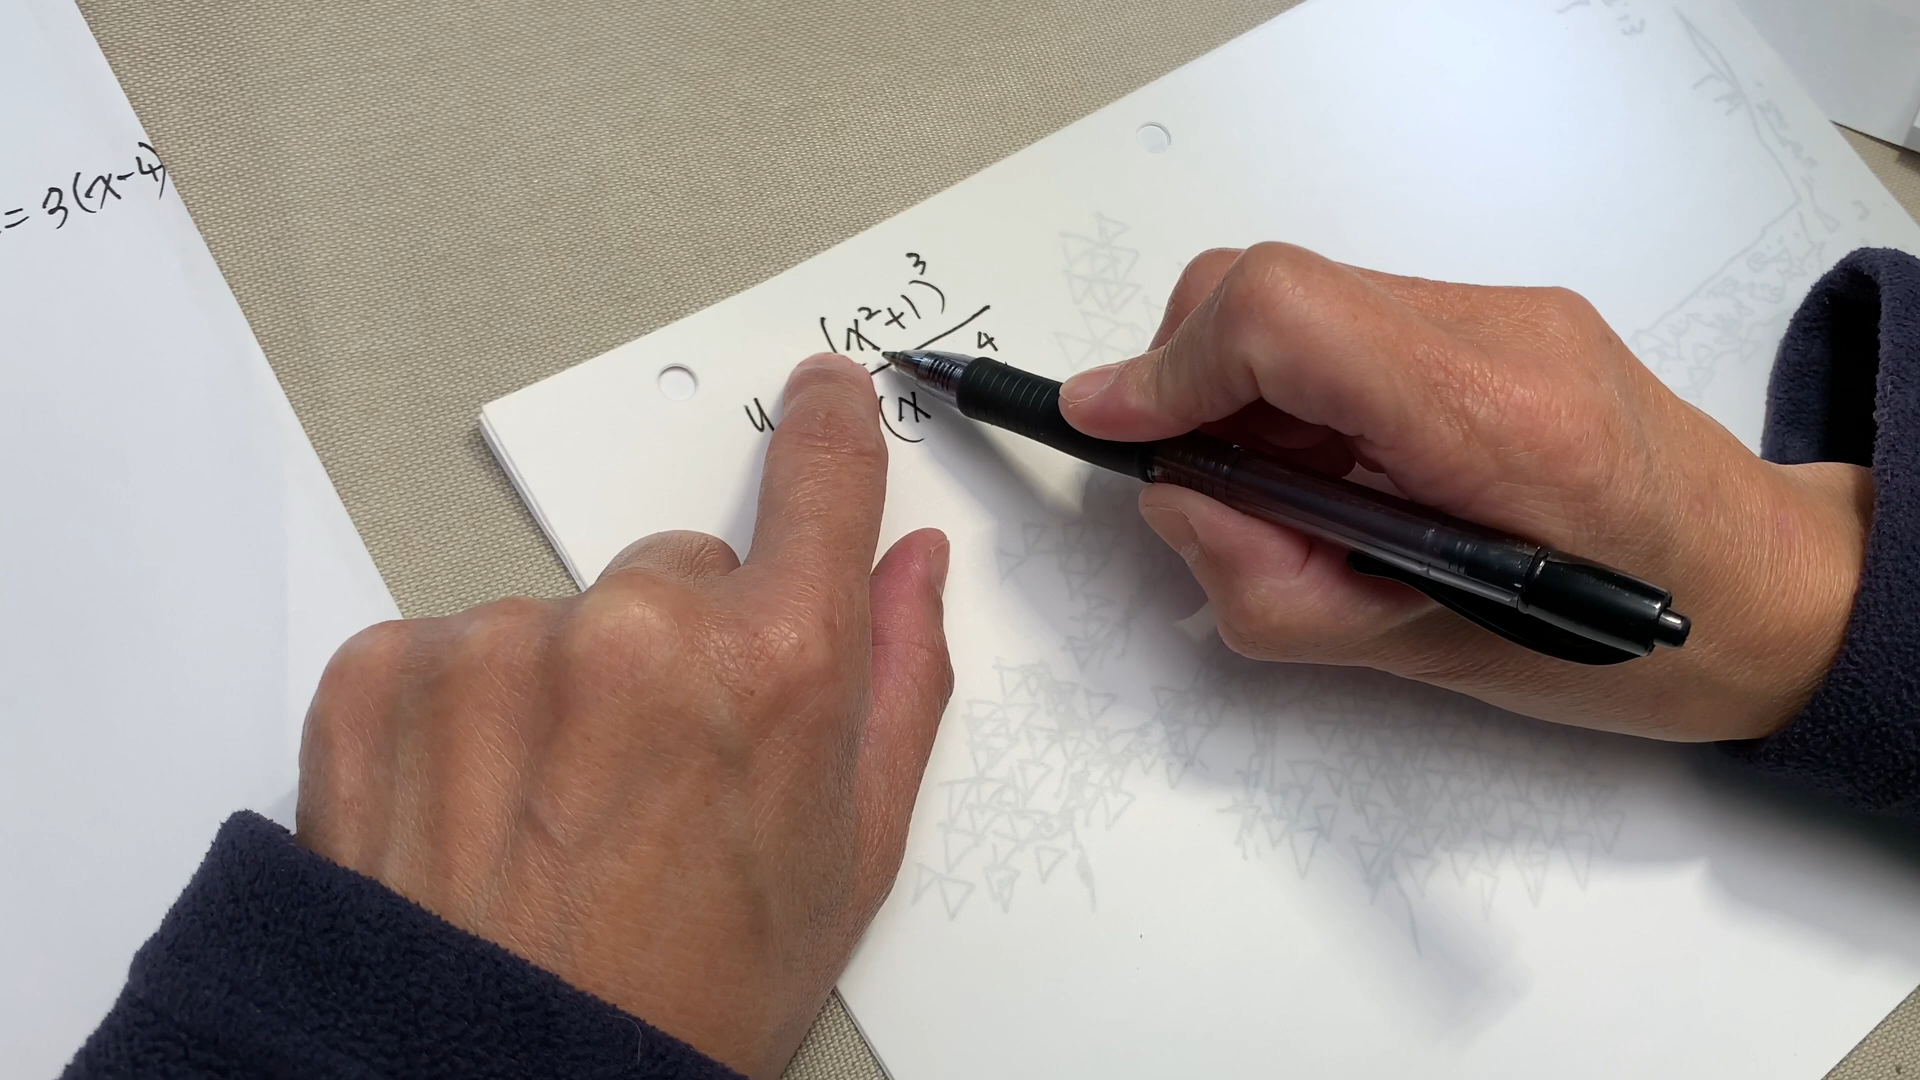 = 3(x-4)
(x²+1)³
y
4
(x